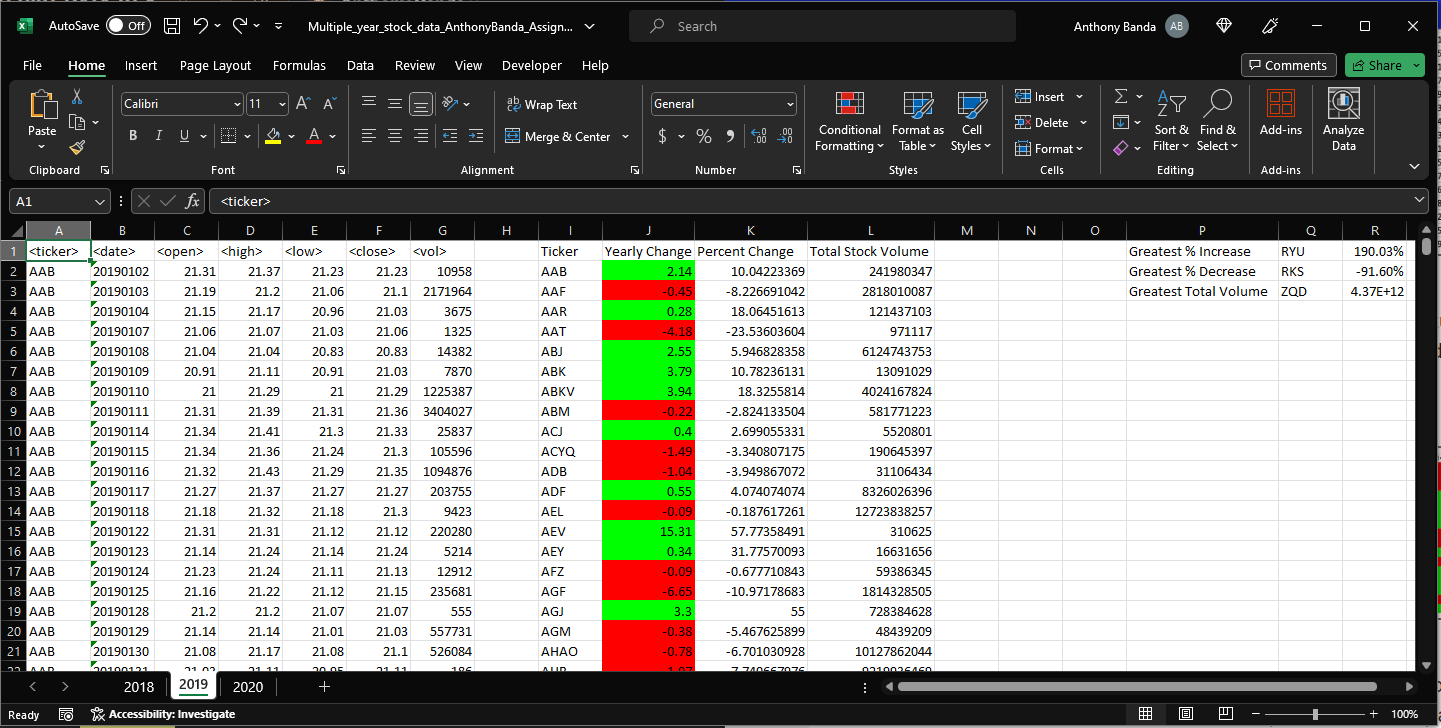 AutoSave Off Multiple_year_stock_data_AnthonyBanda_Assign... Search Anthony Banda AB
File Home Insert Page Layout Formulas Data Review View Developer Help Comments Share
Paste
Clipboard
Calibri 11
B I U A
Font
Wrap Text
Merge & Center
Alignment
General
$ %
Number
Conditional Formatting
Format as Table
Cell Styles
Styles
Insert
Delete
Format
Cells
Sort & Filter
Find & Select
Editing
Add-ins
Add-ins
Analyze Data
A1 fx <ticker>
A B C D E F G H I J K L M N O P Q R
1 <ticker> <date> <open> <high> <low> <close> <vol> Ticker Yearly Change Percent Change Total Stock Volume Greatest % Increase RYU 190.03%
2 AAB 20190102 21.31 21.37 21.23 21.23 10958 AAB 2.14 10.04223369 241980347 Greatest % Decrease RKS -91.60%
3 AAB 20190103 21.19 21.2 21.06 21.1 2171964 AAF -0.45 -8.226691042 2818010087 Greatest Total Volume ZQD 4.37E+12
4 AAB 20190104 21.15 21.17 20.96 21.03 3675 AAR 0.28 18.06451613 121437103
5 AAB 20190107 21.06 21.07 21.03 21.06 1325 AAT -4.18 -23.53603604 971117
6 AAB 20190108 21.04 21.04 20.83 20.83 14382 ABJ 2.55 5.946828358 6124743753
7 AAB 20190109 20.91 21.11 20.91 21.03 7870 ABK 3.79 10.78236131 13091029
8 AAB 20190110 21 21.29 21 21.29 1225387 ABKV 3.94 18.3255814 4024167824
9 AAB 20190111 21.31 21.39 21.31 21.36 3404027 ABM -0.22 -2.824133504 581771223
10 AAB 20190114 21.34 21.41 21.3 21.33 25837 ACJ 0.4 2.699055331 5520801
11 AAB 20190115 21.34 21.36 21.24 21.3 105596 ACYQ -1.49 -3.340807175 190645397
12 AAB 20190116 21.32 21.43 21.29 21.35 1094876 ADB -1.04 -3.949867072 31106434
13 AAB 20190117 21.27 21.37 21.27 21.27 203755 ADF 0.55 4.074074074 8326026396
14 AAB 20190118 21.18 21.32 21.18 21.3 9423 AEL -0.09 -0.187617261 12723838257
15 AAB 20190122 21.31 21.31 21.12 21.12 220280 AEV 15.31 57.77358491 310625
16 AAB 20190123 21.14 21.24 21.14 21.24 5214 AEY 0.34 31.77570093 16631656
17 AAB 20190124 21.23 21.24 21.11 21.13 12912 AFZ -0.09 -0.677710843 59386345
18 AAB 20190125 21.16 21.22 21.12 21.15 235681 AGF -6.65 -10.97178683 1814328505
19 AAB 20190128 21.2 21.2 21.07 21.07 555 AGJ 3.3 55 728384628
20 AAB 20190129 21.14 21.14 21.01 21.03 557731 AGM -0.38 -5.467625899 48439209
21 AAB 20190130 21.08 21.17 21.08 21.1 526084 AHAO -0.78 -6.701030928 10127862044
2018 2019 2020
Ready Accessibility: Investigate 100%